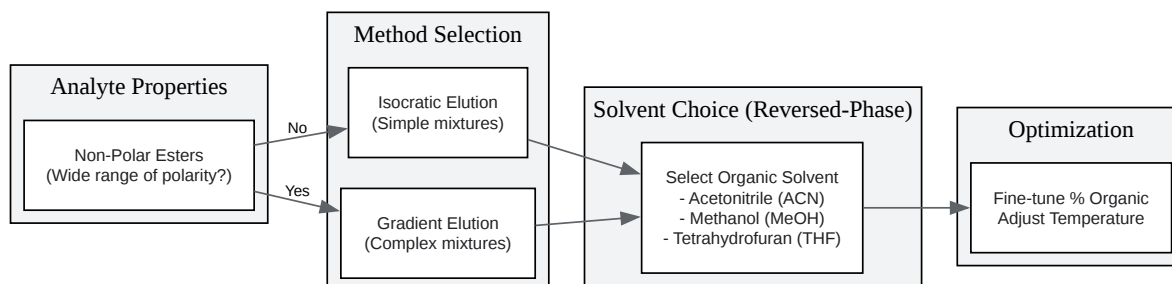 Analyte Properties
Non-Polar Esters
(Wide range of polarity?)
No
Yes
Method Selection
Isocratic Elution
(Simple mixtures)
Gradient Elution
(Complex mixtures)
Solvent Choice (Reversed-Phase)
Select Organic Solvent
- Acetonitrile (ACN)
- Methanol (MeOH)
- Tetrahydrofuran (THF)
Optimization
Fine-tune % Organic
Adjust Temperature